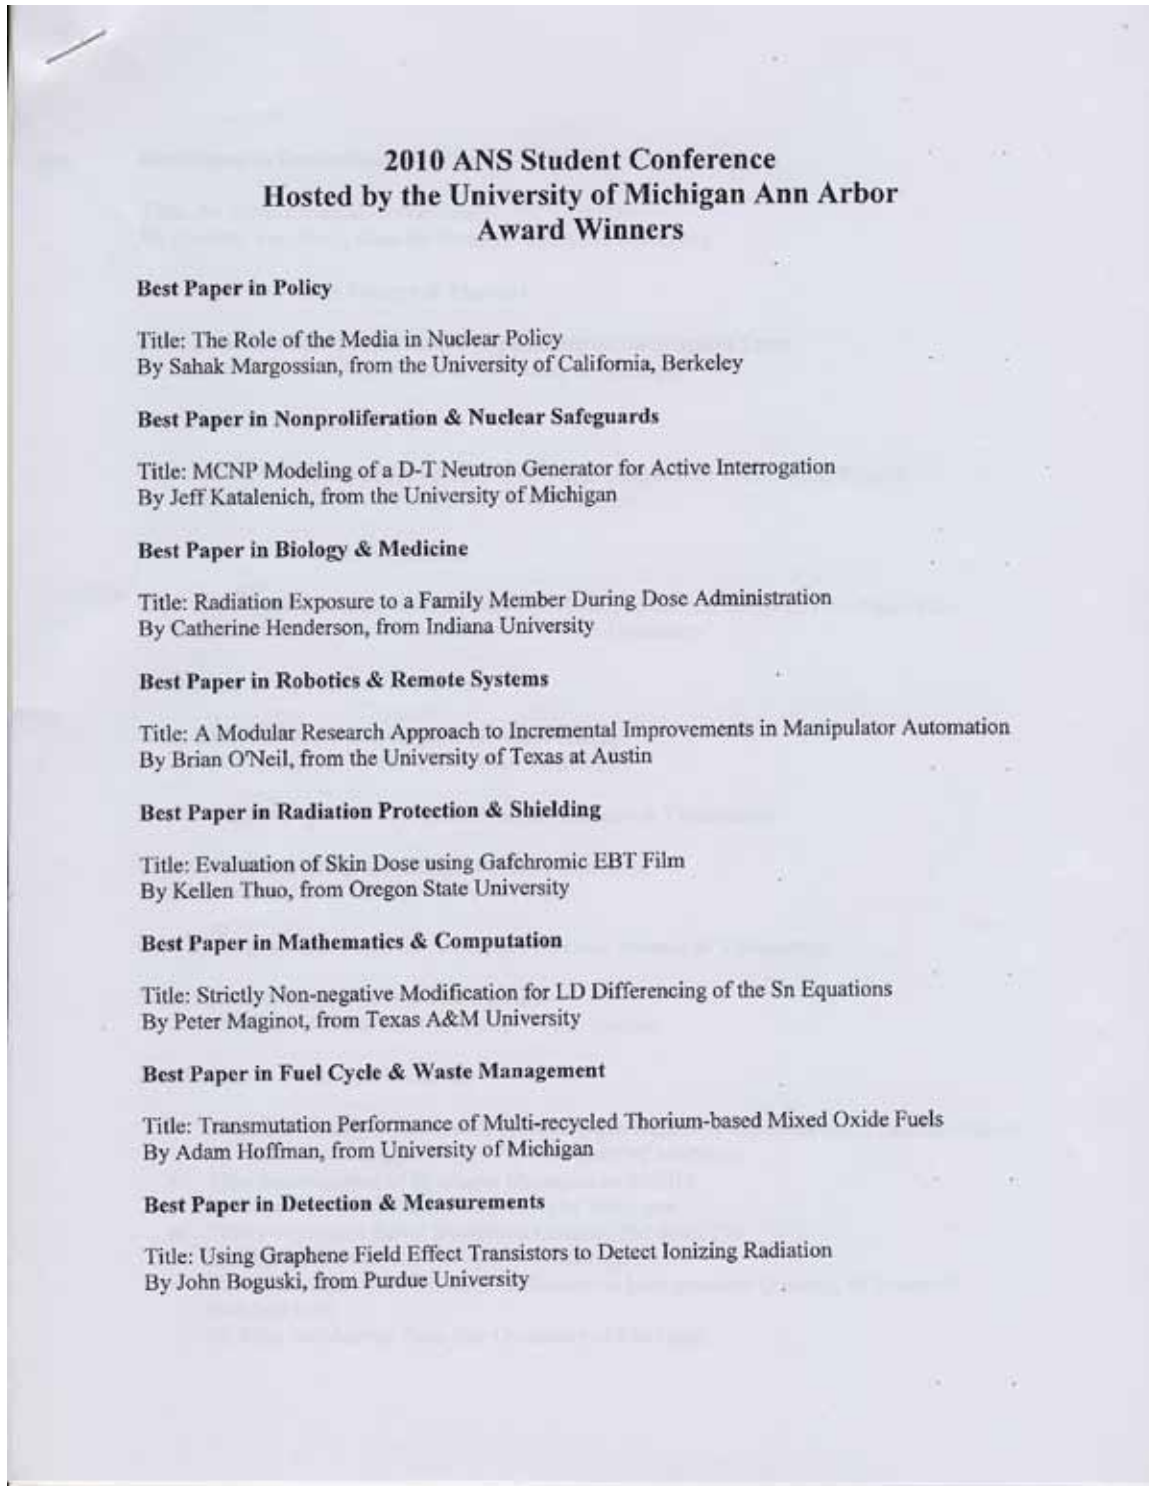 2010 ANS Student Conference
Hosted by the University of Michigan Ann Arbor
Award Winners
Best Paper in Policy
Title: The Role of the Media in Nuclear Policy
By Sahak Margossian, from the University of California, Berkeley
Best Paper in Nonproliferation & Nuclear Safeguards
Title: MCNP Modeling of a D-T Neutron Generator for Active Interrogation
By Jeff Katalenich, from the University of Michigan
Best Paper in Biology & Medicine
Title: Radiation Exposure to a Family Member During Dose Administration
By Catherine Henderson, from Indiana University
Best Paper in Robotics & Remote Systems
Title: A Modular Research Approach to Incremental Improvements in Manipulator Automation
By Brian O'Neil, from the University of Texas at Austin
Best Paper in Radiation Protection & Shielding
Title: Evaluation of Skin Dose using Gafchromic EBT Film
By Kellen Thuo, from Oregon State University
Best Paper in Mathematics & Computation
Title: Strictly Non-negative Modification for LD Differencing of the Sn Equations
By Peter Maginot, from Texas A&M University
Best Paper in Fuel Cycle & Waste Management
Title: Transmutation Performance of Multi-recycled Thorium-based Mixed Oxide Fuels
By Adam Hoffman, from University of Michigan
Best Paper in Detection & Measurements
Title: Using Graphene Field Effect Transistors to Detect Ionizing Radiation
By John Boguski, from Purdue University